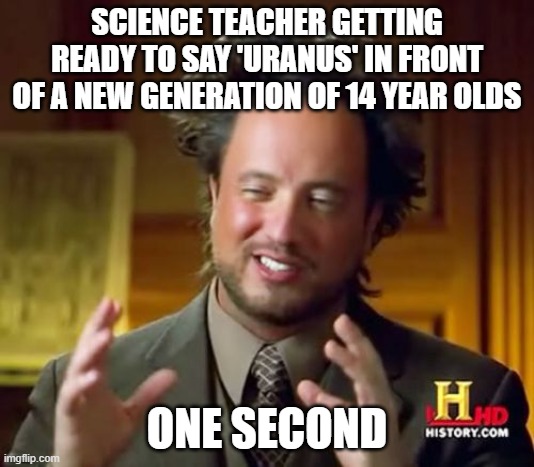 SCIENCE TEACHER GETTING
READY TO SAY 'URANUS' IN FRONT
OF A NEW GENERATION OF 14 YEAR OLDS
ONE SECOND
H HD
HISTORY.COM
imgflip.com